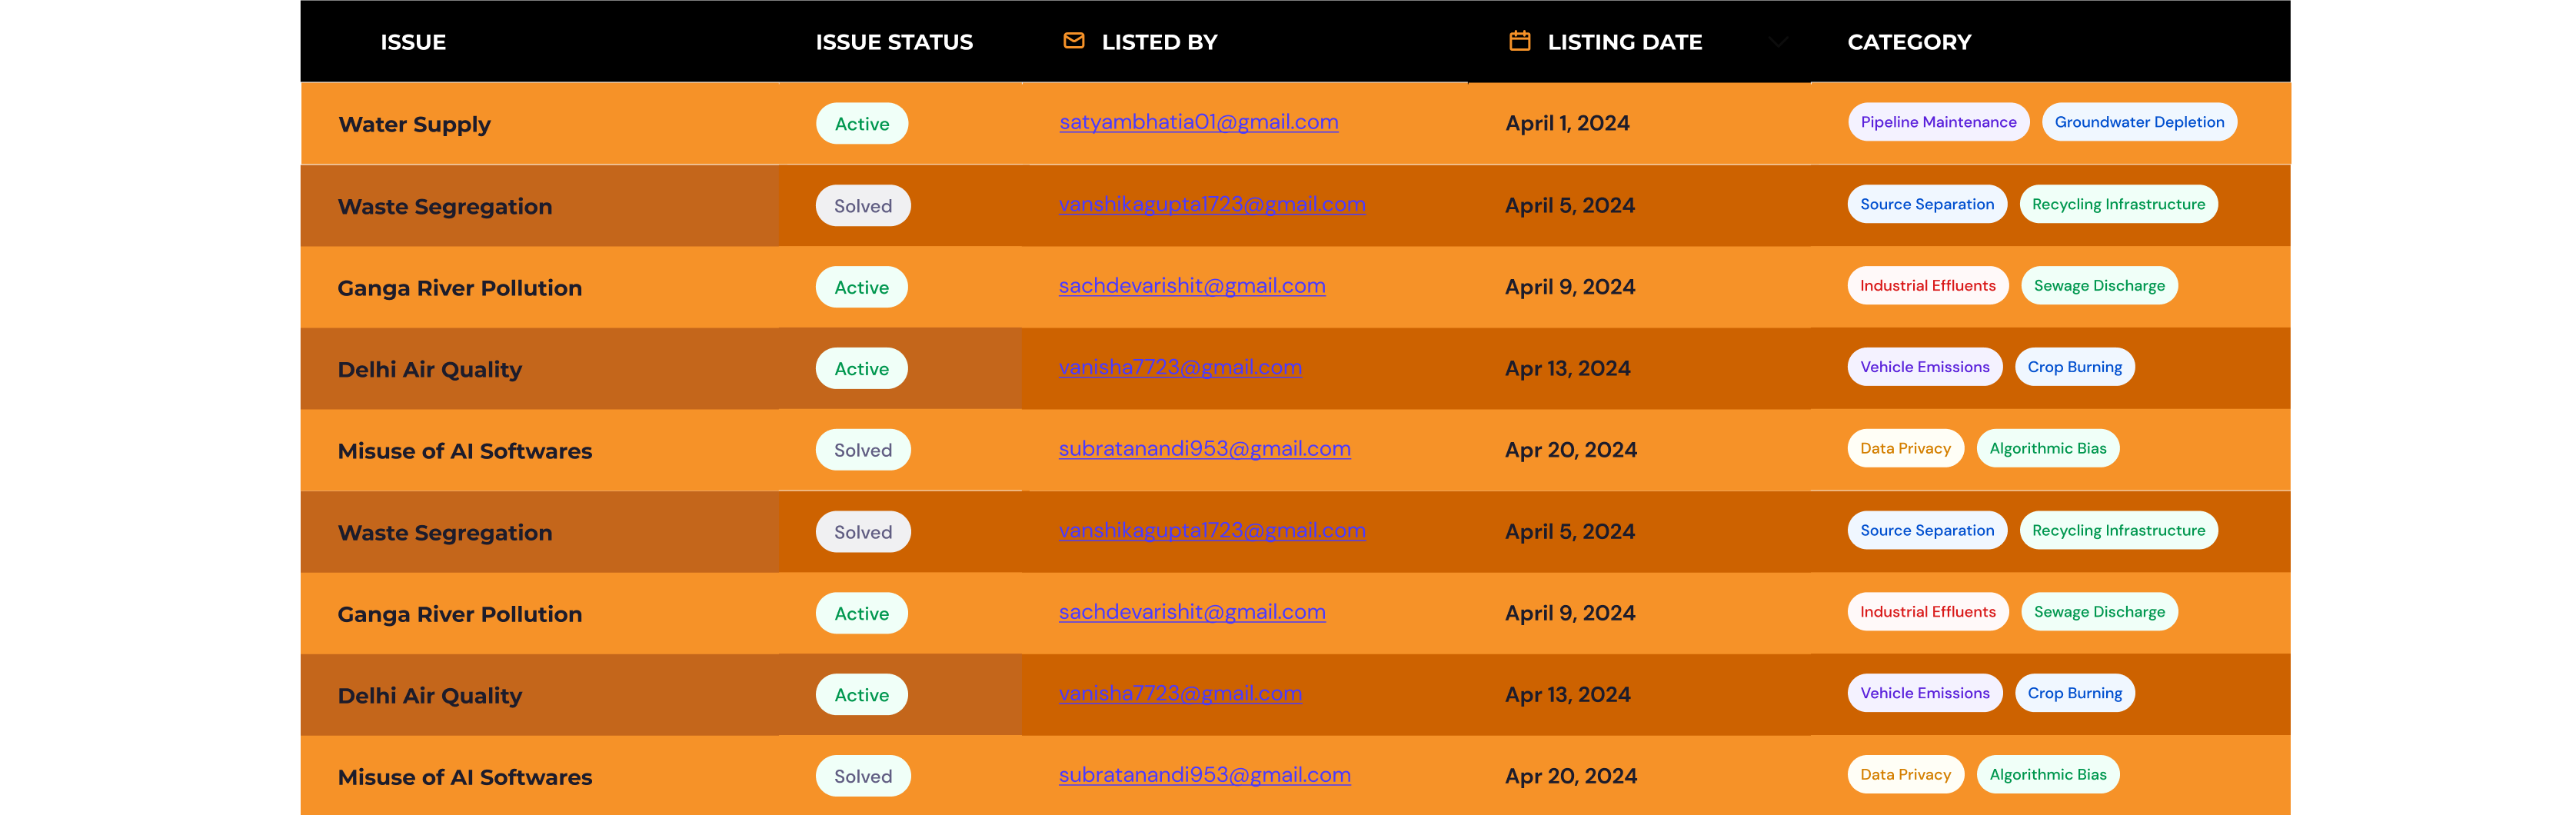 ISSUE ISSUE STATUS LISTED BY LISTING DATE CATEGORY
Water Supply Active satyambhatia01@gmail.com April 1, 2024 Pipeline Maintenance Groundwater Depletion
Waste Segregation Solved vanshikagupta1723@gmail.com April 5, 2024 Source Separation Recycling Infrastructure
Ganga River Pollution Active sachdevarishit@gmail.com April 9, 2024 Industrial Effluents Sewage Discharge
Delhi Air Quality Active vanisha7723@gmail.com Apr 13, 2024 Vehicle Emissions Crop Burning
Misuse of AI Softwares Solved subratanandi953@gmail.com Apr 20, 2024 Data Privacy Algorithmic Bias
Waste Segregation Solved vanshikagupta1723@gmail.com April 5, 2024 Source Separation Recycling Infrastructure
Ganga River Pollution Active sachdevarishit@gmail.com April 9, 2024 Industrial Effluents Sewage Discharge
Delhi Air Quality Active vanisha7723@gmail.com Apr 13, 2024 Vehicle Emissions Crop Burning
Misuse of AI Softwares Solved subratanandi953@gmail.com Apr 20, 2024 Data Privacy Algorithmic Bias